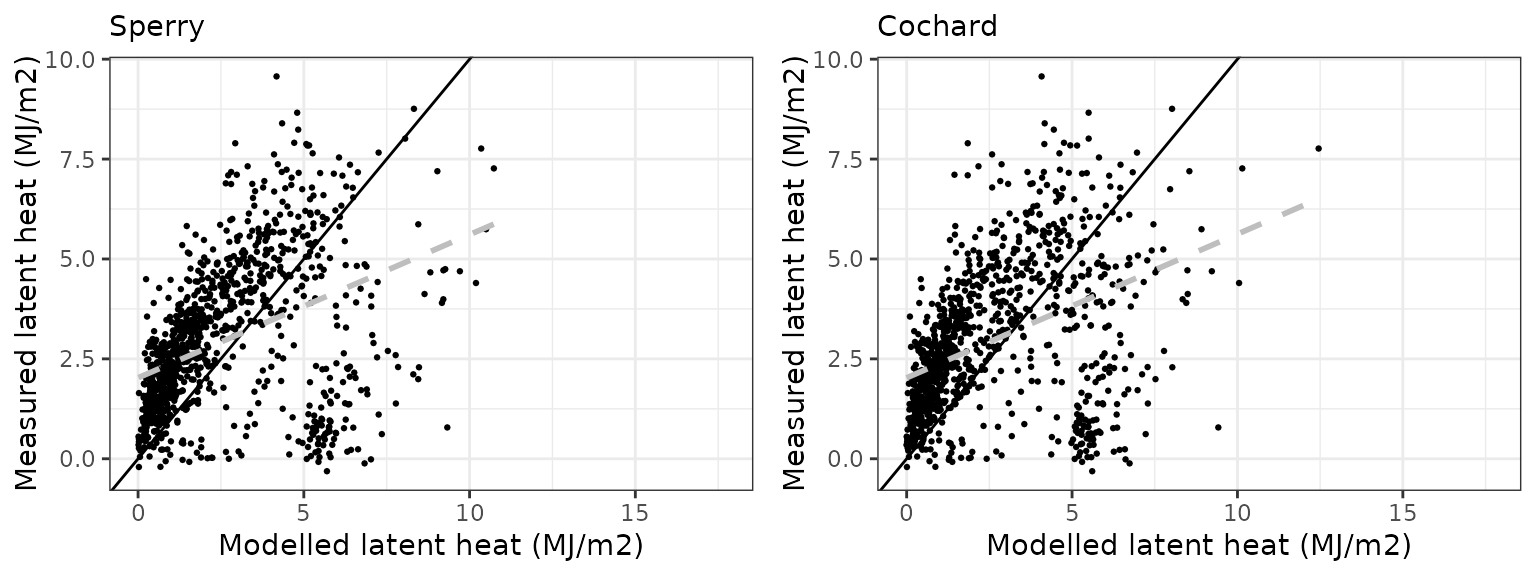 Sperry
Measured latent heat (MJ/m2)
10.0
7.5
5.0
2.5
0.0
0 5 10 15
Modelled latent heat (MJ/m2)
Cochard
Measured latent heat (MJ/m2)
10.0
7.5
5.0
2.5
0.0
0 5 10 15
Modelled latent heat (MJ/m2)